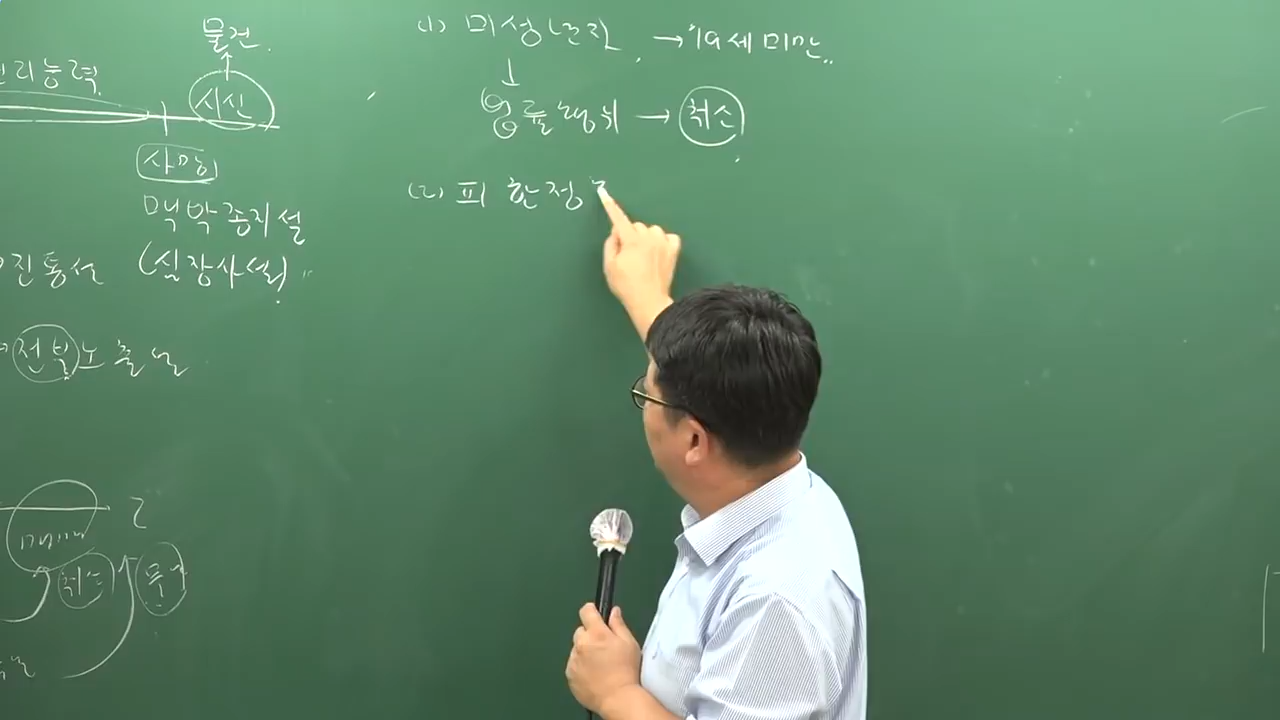 물건.
리능력.
시신
사망
맥박종지설
진통설 (심장사설)
전부노출설
취소
(1) 미성년자 → 19세미만..
법률행위 → 취소
(2) 피 한정